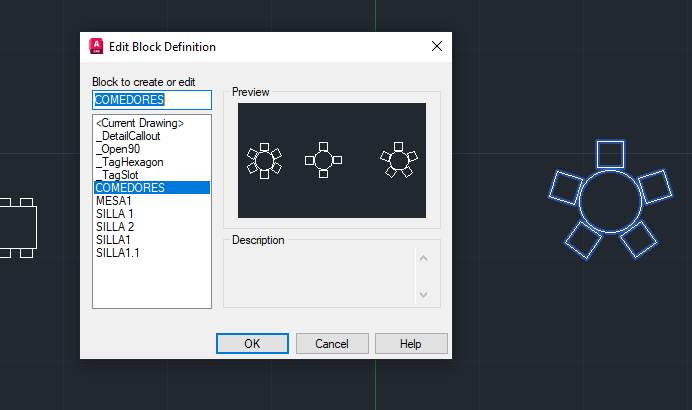 A
CAD
Edit Block Definition
Block to create or edit
COMEDORES
<Current Drawing>
_DetailCallout
_Open90
_TagHexagon
_TagSlot
COMEDORES
MESA1
SILLA 1
SILLA 2
SILLA1
SILLA1.1
Preview
Description
OK
Cancel
Help